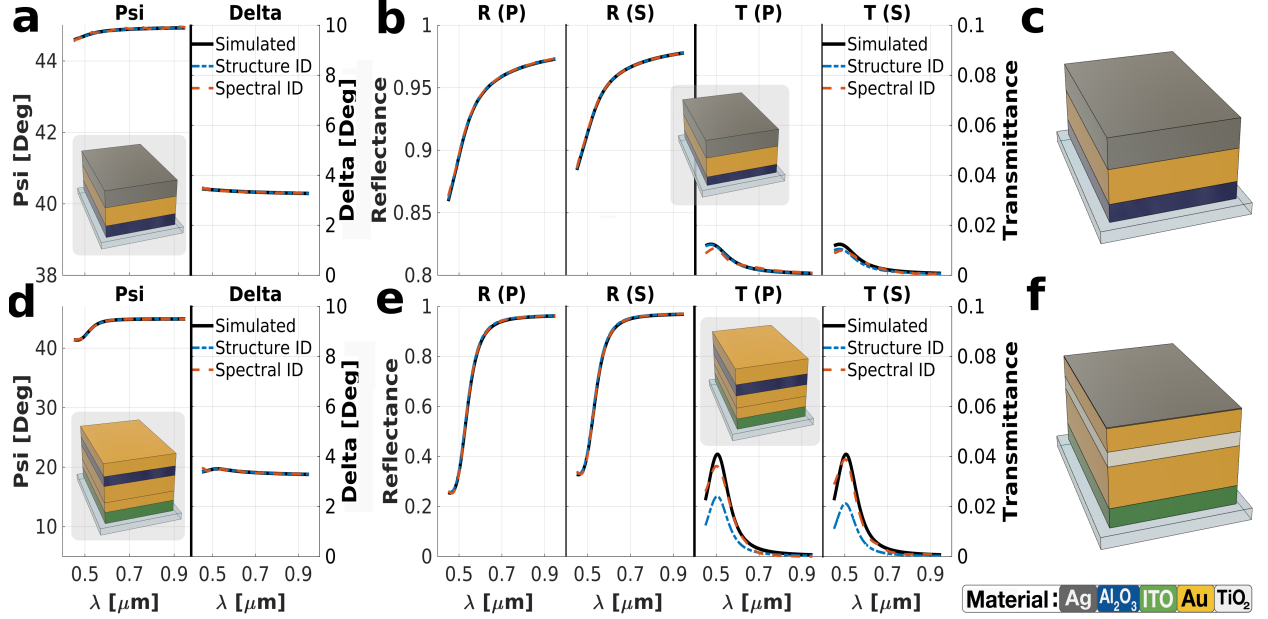 a
Psi
Delta
44
42
40
38
Psi [Deg]
10
8
6
4
2
0
Delta [Deg]
Simulated
Structure ID
Spectral ID
b
R (P)
R (S)
T (P)
T (S)
1
0.95
0.9
0.85
0.8
Reflectance
0.1
0.08
0.06
0.04
0.02
0
Transmittance
Simulated
Structure ID
Spectral ID
c
d
Psi
Delta
40
30
20
10
Psi [Deg]
10
8
6
4
2
0
Delta [Deg]
Simulated
Structure ID
Spectral ID
0.5 0.7 0.9
0.5 0.7 0.9
λ [μm]
λ [μm]
e
R (P)
R (S)
T (P)
T (S)
1
0.8
0.6
0.4
0.2
0
Reflectance
0.1
0.08
0.06
0.04
0.02
0
Transmittance
Simulated
Structure ID
Spectral ID
0.5 0.7 0.9
0.5 0.7 0.9
0.5 0.7 0.9
0.5 0.7 0.9
λ [μm]
λ [μm]
λ [μm]
λ [μm]
f
Material: Ag Al₂O₃ ITO Au TiO₂